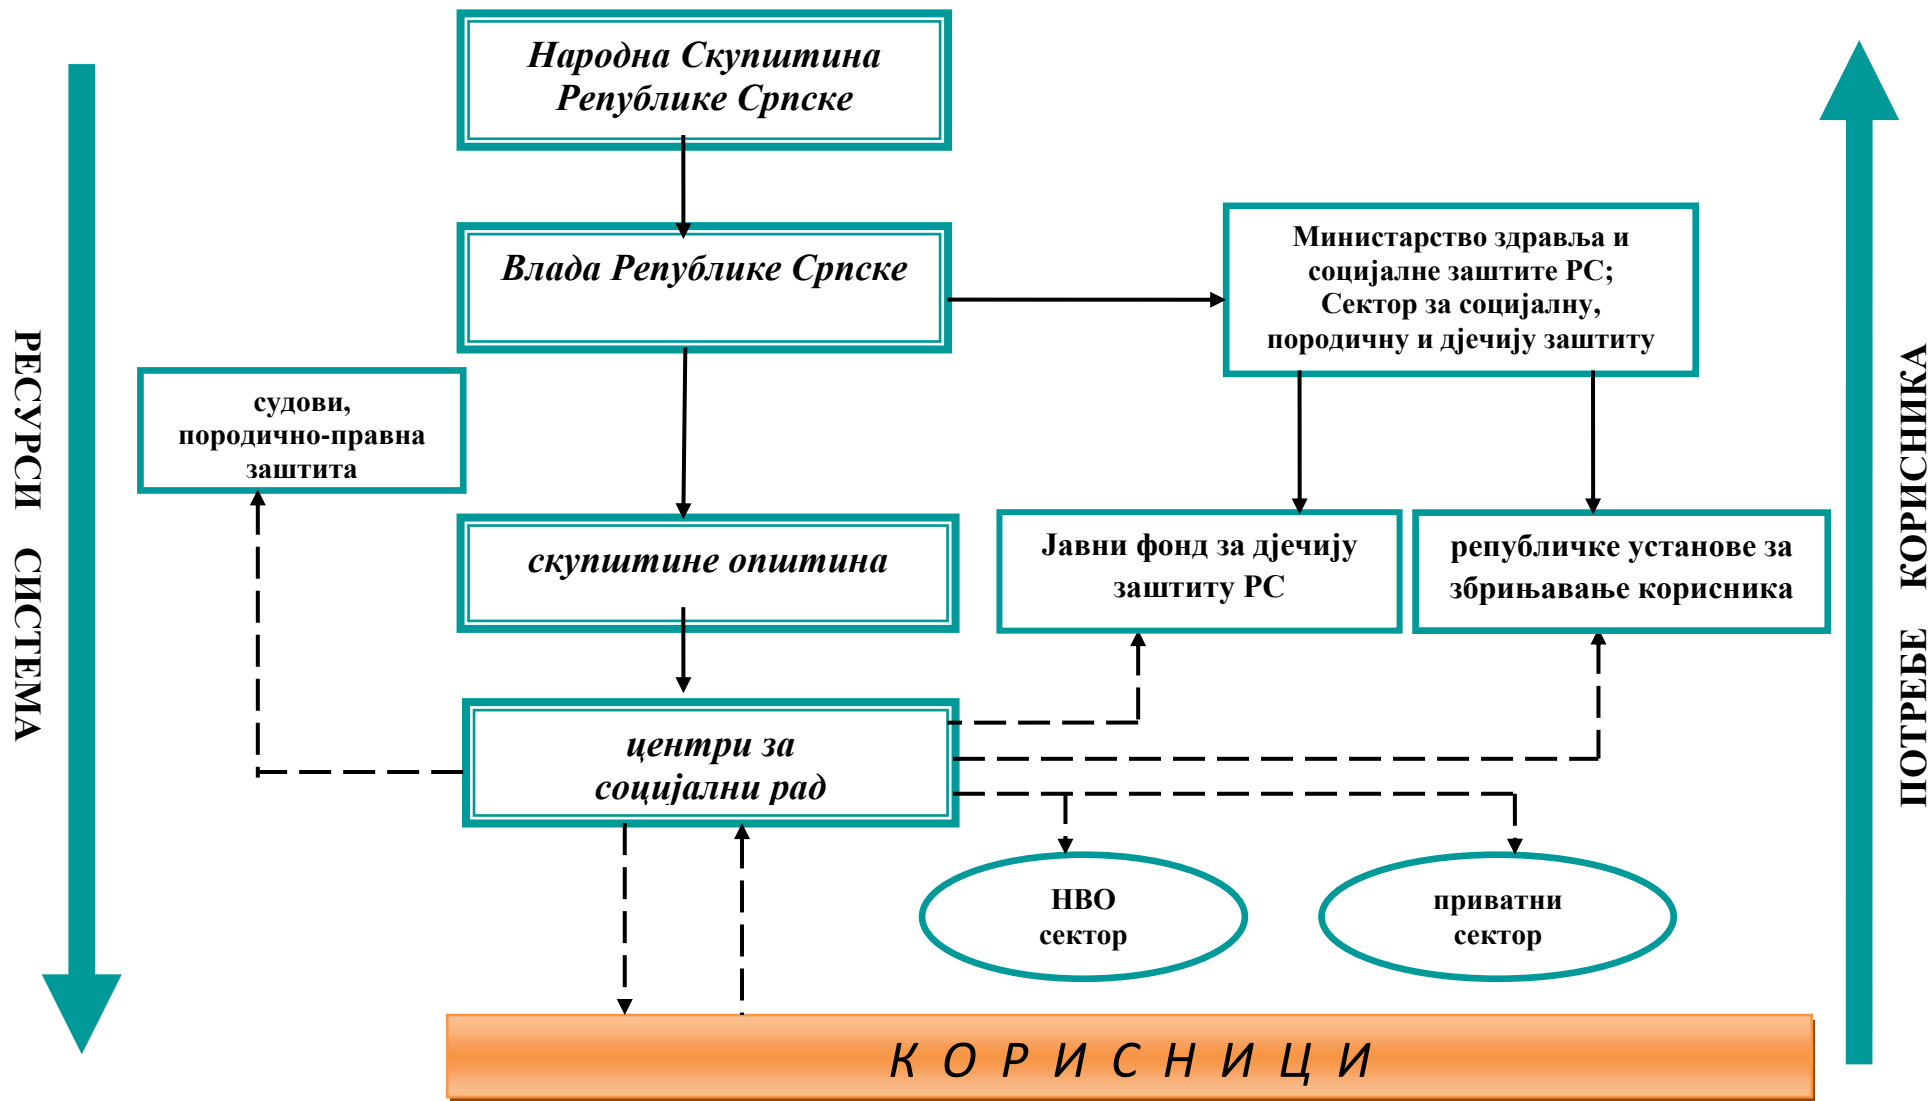 Народна Скупштина
Републике Српске
Влада Републике Српске
Министарство здравља и
социјалне заштите РС;
Сектор за социјалну,
породичну и дјечију заштиту
РЕСУРСИ СИСТЕМА
ПОТРЕБЕ КОРИСНИКА
судови,
породично-правна
заштита
скупштине општина
Јавни фонд за дјечију
заштиту РС
републичке установе за
збрињавање корисника
центри за
социјални рад
НВО
сектор
приватни
сектор
К О Р И С Н И Ц И